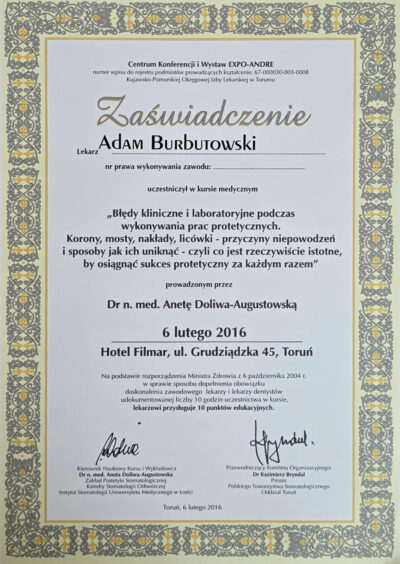 Centrum Konferencji i Wystaw EXPO-ANDRE
numer wpisu do rejestru podmiotów prowadzących kształcenie: 67-000030-003-0008
Kujawsko-Pomorskiej Okręgowej Izby Lekarskiej w Toruniu
Zaświadczenie
Lekarz Adam Burbutowski
nr prawa wykonywania zawodu:
uczestniczył w kursie medycznym
„Błędy kliniczne i laboratoryjne podczas
wykonywania prac protetycznych.
Korony, mosty, nakłady, licówki - przyczyny niepowodzeń
i sposoby jak ich uniknąć - czyli co jest rzeczywiście istotne,
by osiągnąć sukces protetyczny za każdym razem”
prowadzonym przez
Dr n. med. Anetę Doliwa-Augustowską
6 lutego 2016
Hotel Filmar, ul. Grudziądzka 45, Toruń
Na podstawie rozporządzenia Ministra Zdrowia z 6 października 2004 r.
w sprawie sposobu dopełnienia obowiązku
doskonalenia zawodowego lekarzy i lekarzy dentystów
udokumentowanej liczby 10 godzin uczestnictwa w kursie,
lekarzowi przysługuje 10 punktów edukacyjnych.
Kierownik Naukowy Kursu i Wykładowca
Dr n. med. Aneta Doliwa-Augustowska
Zakład Protetyki Stomatologicznej
Katedry Stomatologii Odtwórczej
Instytut Stomatologii Uniwersytetu Medycznego w Łodzi
Przewodniczący Komitetu Organizacyjnego
Dr Kazimierz Bryndal
Prezes
Polskiego Towarzystwa Stomatologicznego
Oddział Toruń
Toruń, 6 lutego 2016